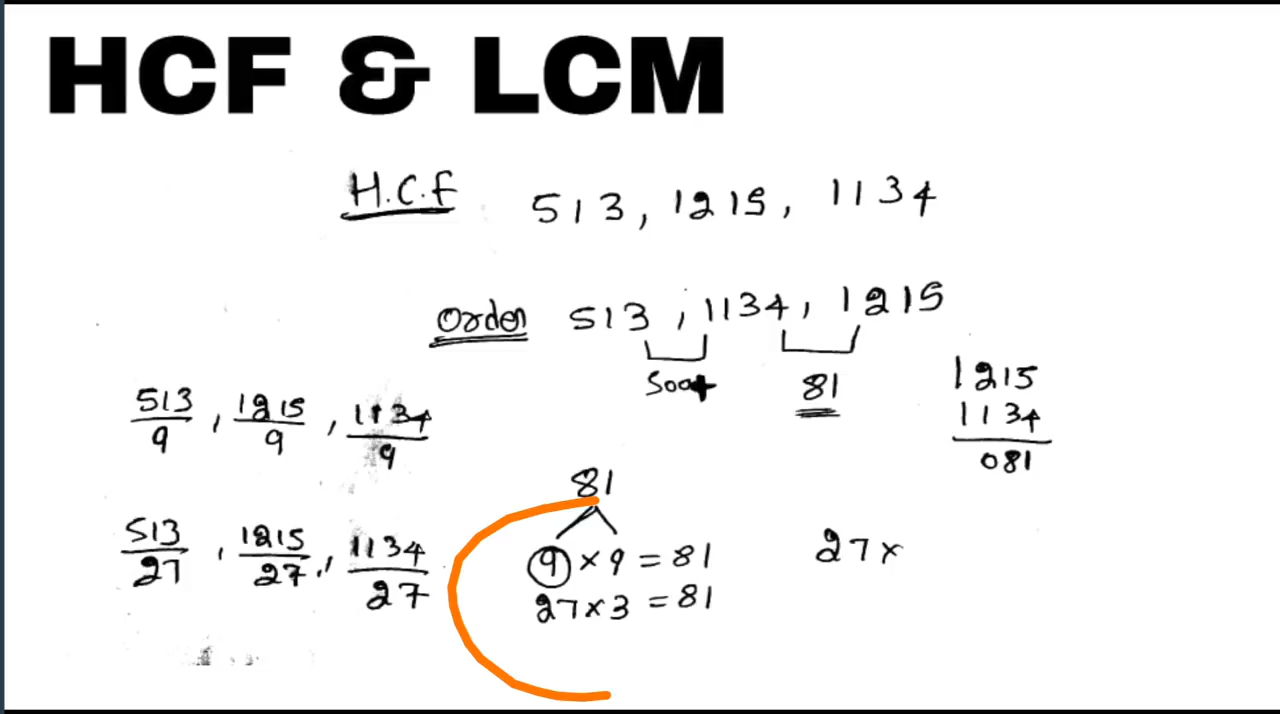 HCF & LCM
H.C.F 513, 1215, 1134
Order 513, 1134, 1215
81
1215
1134
081
513/9, 1215/9, 1134/9
81
9 × 9 = 81
27 × 3 = 81
513/27, 1215/27, 1134/27
27 ×